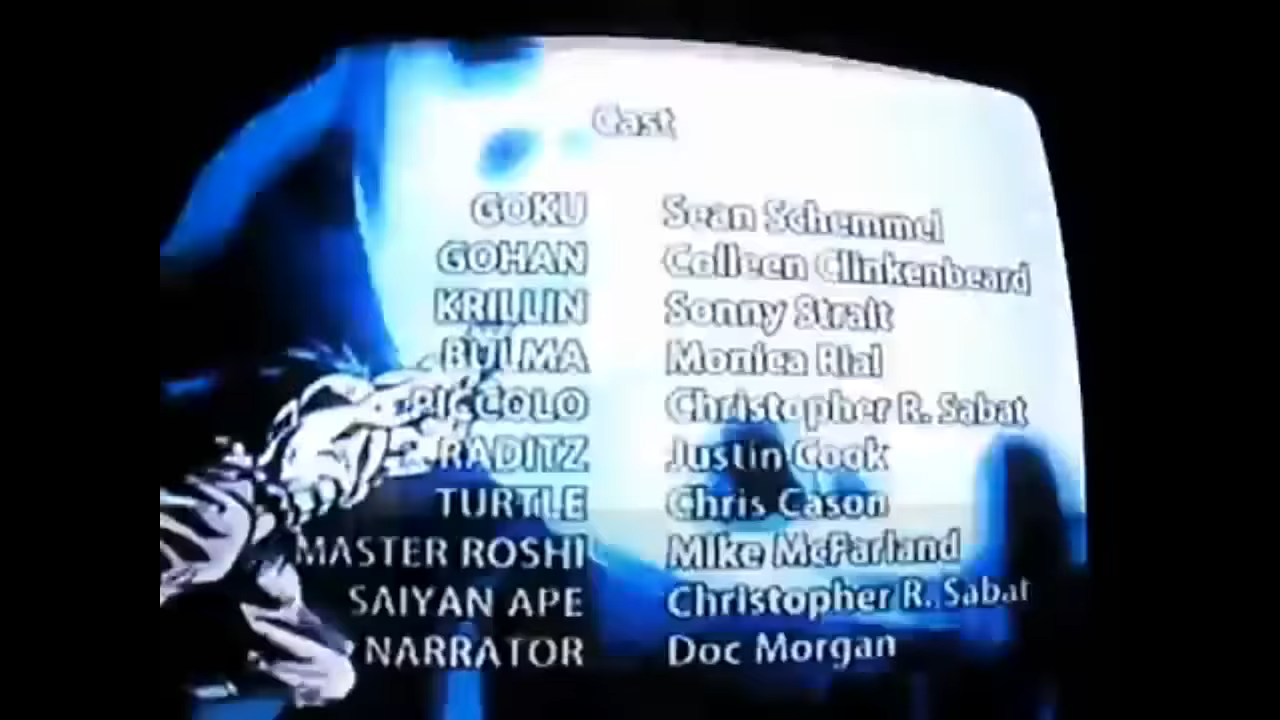 Cast
GOKU Sean Schemmel
GOHAN Colleen Clinkenbeard
KRILLIN Sonny Strait
BULMA Monica Rial
PICCOLO Christopher R. Sabat
RADITZ Justin Cook
TURTLE Chris Cason
MASTER ROSHI Mike McFarland
SAIYAN APE Christopher R. Sabat
NARRATOR Doc Morgan